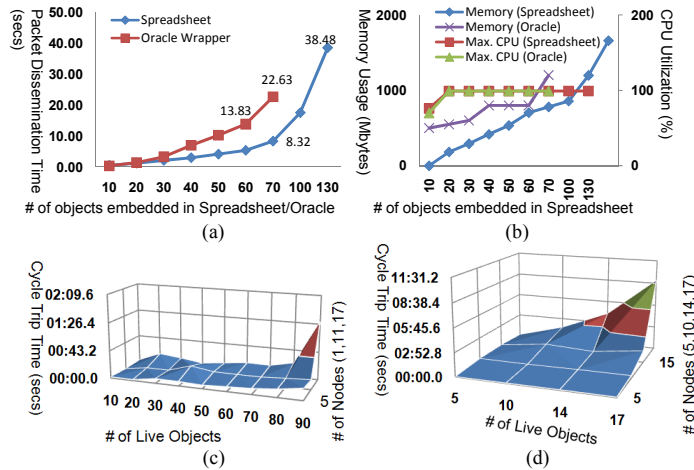 Packet Dissemination Time
(secs)
50.00
40.00
30.00
20.00
10.00
0.00
Spreadsheet
Oracle Wrapper
38.48
22.63
13.83
8.32
10 20 30 40 50 60 70 100 130
# of objects embedded in Spreadsheet/Oracle
(a)
Memory Usage (Mbytes)
2000
1000
0
Memory (Spreadsheet)
Memory (Oracle)
Max. CPU (Spreadsheet)
Max. CPU (Oracle)
200
100
0
CPU Utilization (%)
10 20 30 40 50 60 70 100 130
# of objects embedded in Spreadsheet
(b)
Cycle Trip Time (secs)
02:09.6
01:26.4
00:43.2
00:00.0
10 20 30 40 50 60 70 80 90
# of Live Objects
5
# of Nodes (1,11,17)
(c)
Cycle Trip Time (secs)
11:31.2
08:38.4
05:45.6
02:52.8
00:00.0
5 10 14 17
# of Live Objects
5
15
# of Nodes (5,10,14,17)
(d)